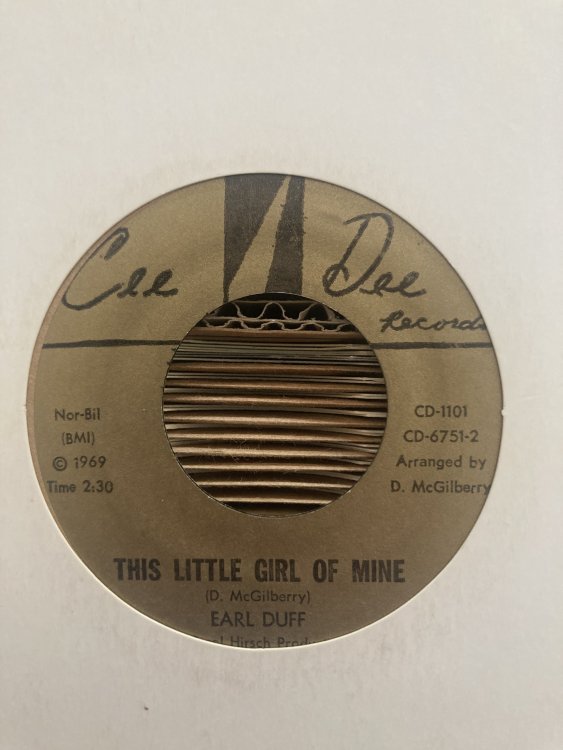 Cee Dee
Records
Nor-Bil
(BMI)
© 1969
Time 2:30
CD-1101
CD-6751-2
Arranged by
D. McGilberry
THIS LITTLE GIRL OF MINE
(D. McGilberry)
EARL DUFF
Hirsch